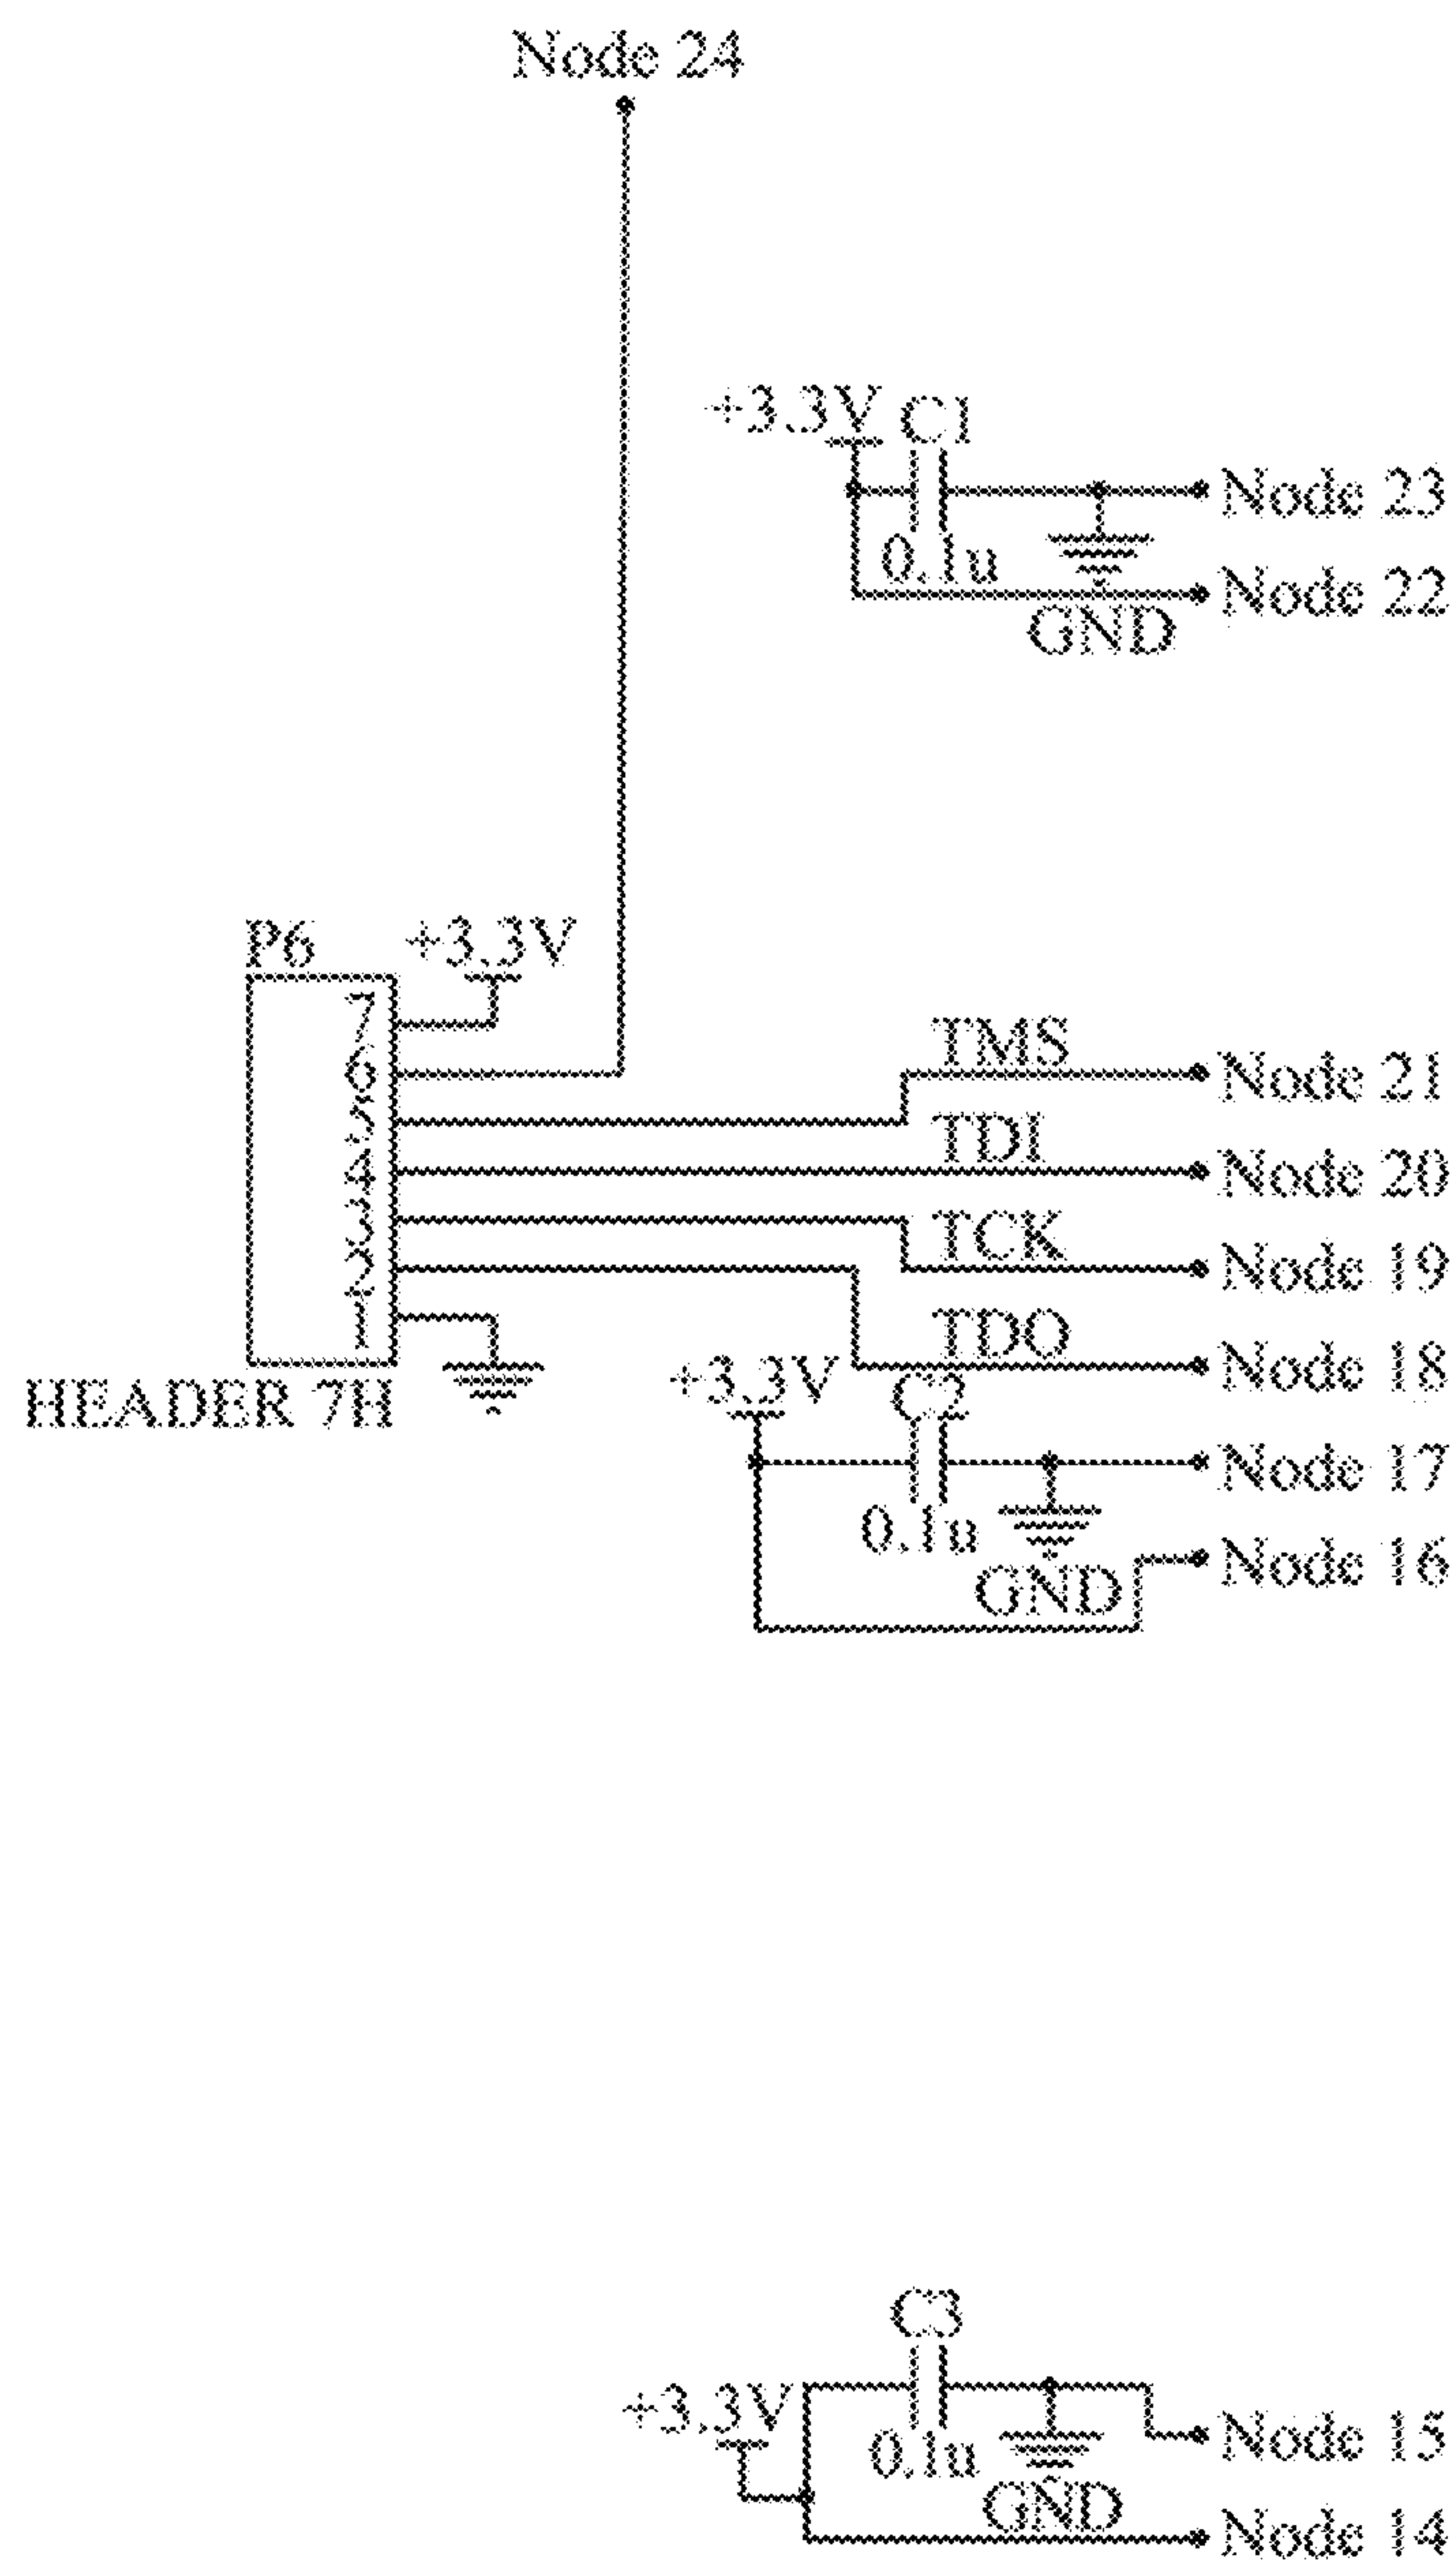 Node 24
+3.3V C1
Node 23
0.1u
Node 22
GND
P6 +3.3V
7
6
5
4
3
2
1
HEADER 7H
TMS
Node 21
TDI
Node 20
TCK
Node 19
TDO
Node 18
+3.3V C2
Node 17
0.1u
Node 16
GND
C3
+3.3V
0.1u
Node 15
GND
Node 14